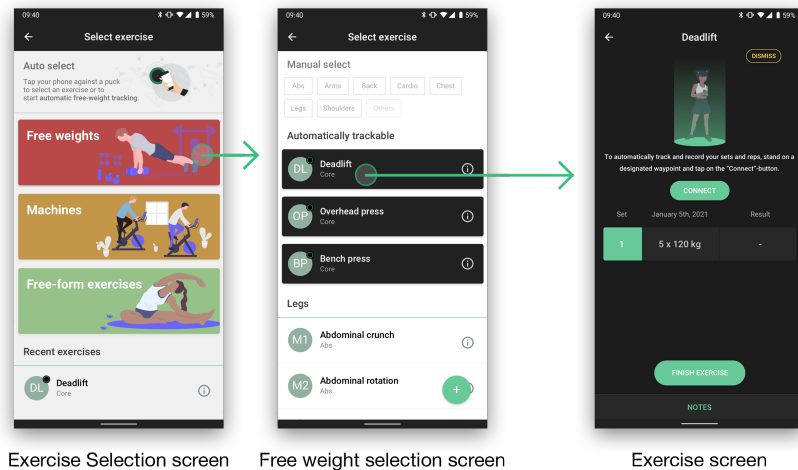 09:40
59%
Select exercise
Auto select
Tap your phone against a puck
to select an exercise or to
start automatic free-weight tracking.
Free weights
Machines
Free-form exercises
Recent exercises
DL
Deadlift
Core
Exercise Selection screen
09:40
59%
Select exercise
Manual select
Abs
Arms
Back
Cardio
Chest
Legs
Shoulders
Others
Automatically trackable
DL
Deadlift
Core
OP
Overhead press
Core
BP
Bench press
Core
Legs
M1
Abdominal crunch
Abs
M2
Abdominal rotation
Abs
+
Free weight selection screen
09:40
59%
Deadlift
DISMISS
To automatically track and record your sets and reps, stand on a
designated waypoint and tap on the "Connect"-button.
CONNECT
Set January 5th, 2021 Result
1 5 x 120 kg -
FINISH EXERCISE
NOTES
Exercise screen